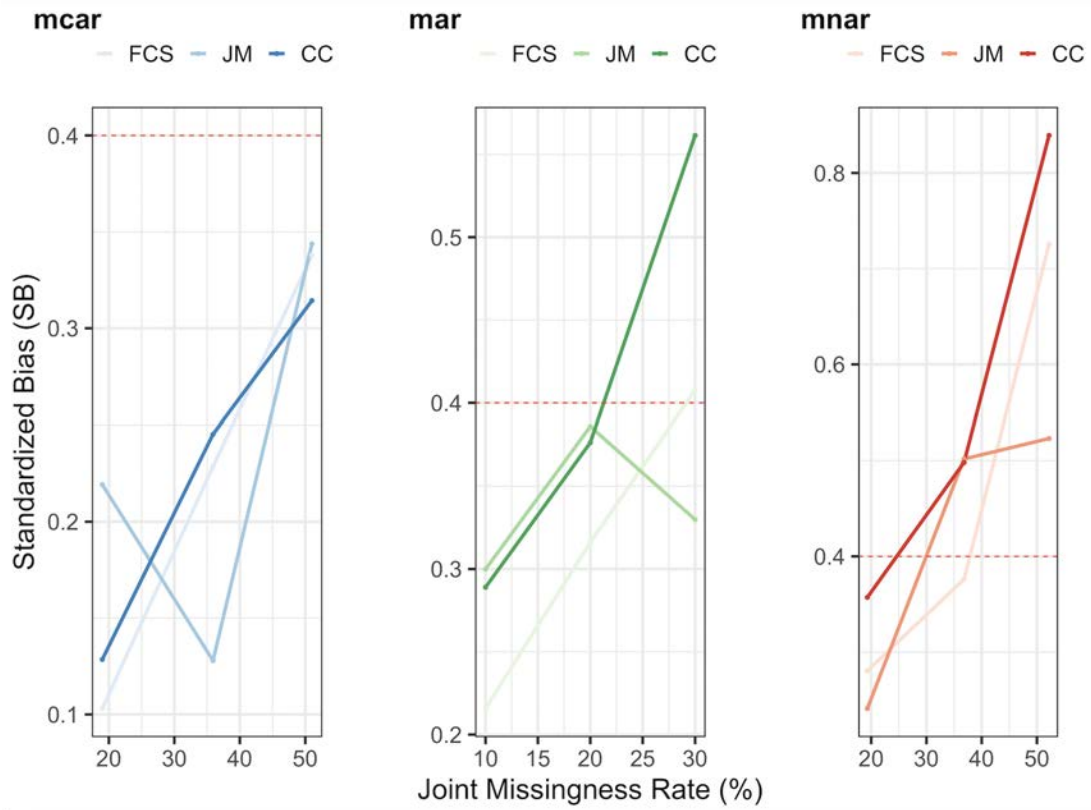 mcar
FCS JM CC
0.4
0.3
0.2
0.1
20 30 40 50
mar
FCS JM CC
0.5
0.4
0.3
0.2
10 15 20 25 30
mnar
FCS JM CC
0.8
0.6
0.4
20 30 40 50
Standardized Bias (SB)
Joint Missingness Rate (%)